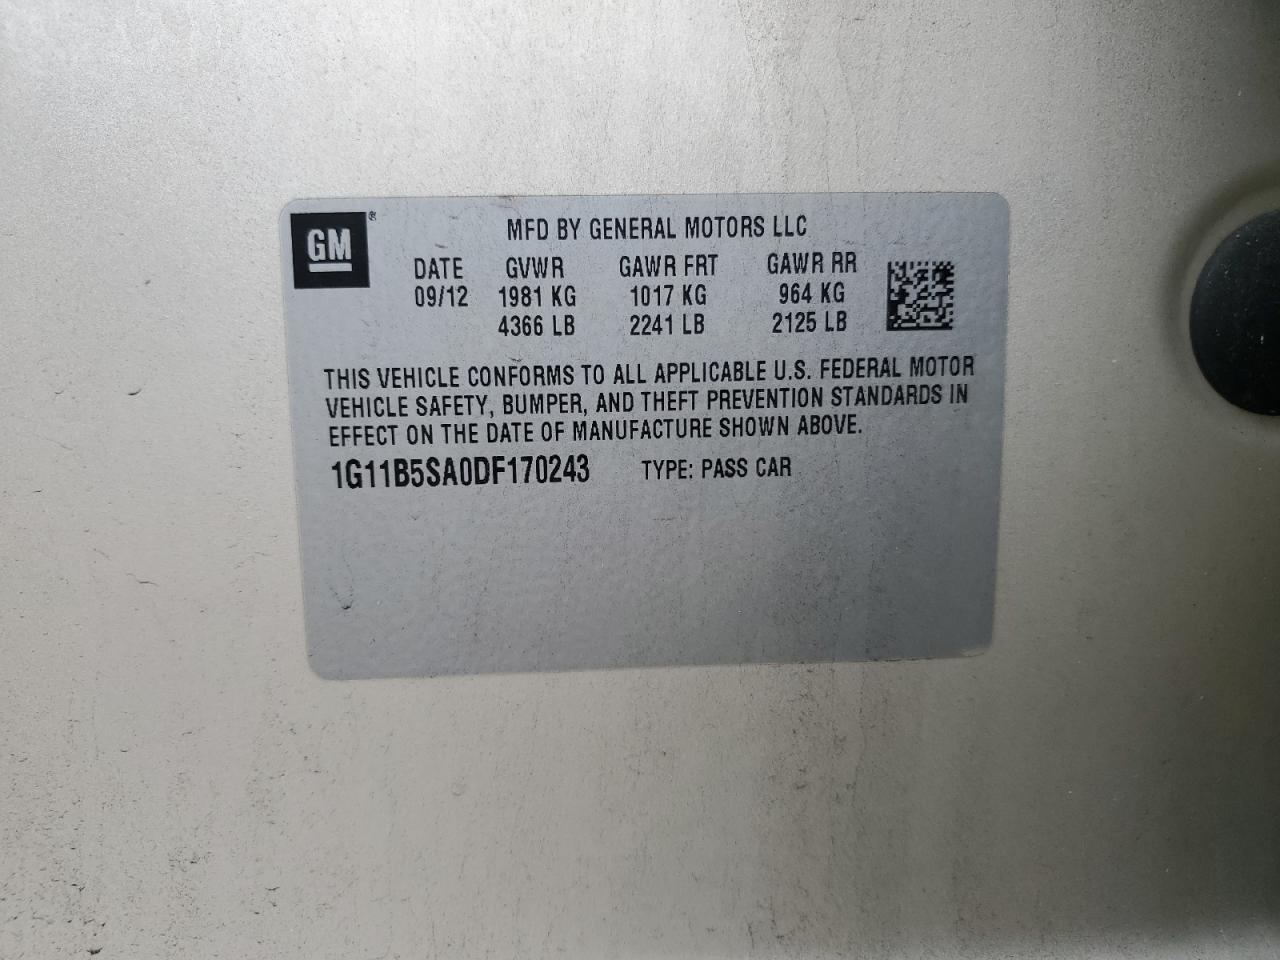 GM®
MFD BY GENERAL MOTORS LLC
DATE GVWR GAWR FRT GAWR RR
09/12 1981 KG 1017 KG 964 KG
4366 LB 2241 LB 2125 LB
THIS VEHICLE CONFORMS TO ALL APPLICABLE U.S. FEDERAL MOTOR
VEHICLE SAFETY, BUMPER, AND THEFT PREVENTION STANDARDS IN
EFFECT ON THE DATE OF MANUFACTURE SHOWN ABOVE.
1G11B5SA0DF170243 TYPE: PASS CAR